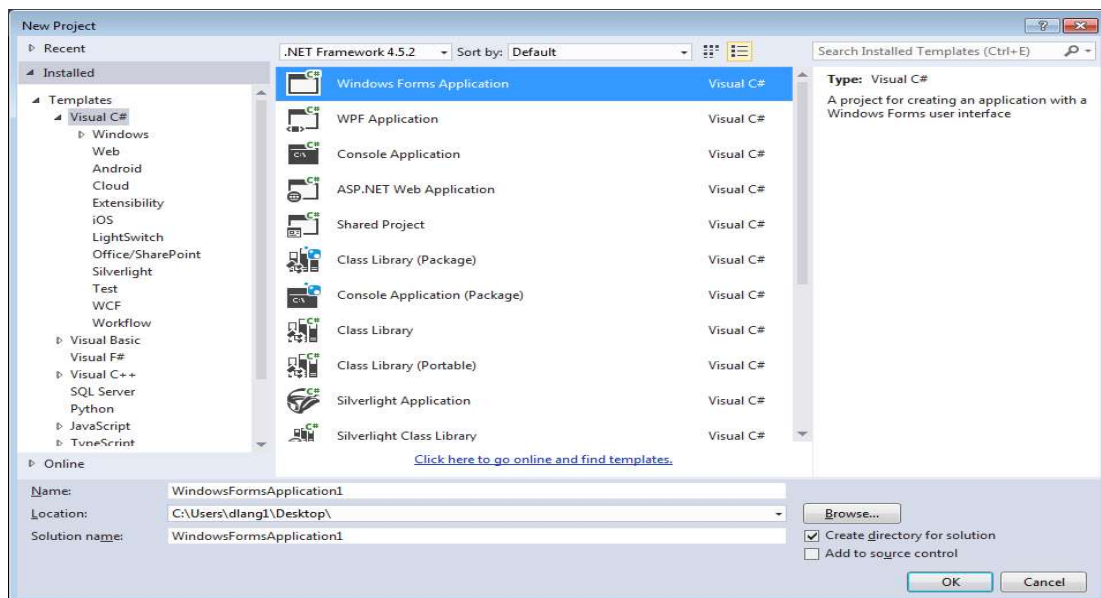 New Project
Recent
.NET Framework 4.5.2
Sort by: Default
Search Installed Templates (Ctrl+E)
Installed
Templates
Visual C#
Windows
Web
Android
Cloud
Extensibility
iOS
LightSwitch
Office/SharePoint
Silverlight
Test
WCF
Workflow
Visual Basic
Visual F#
Visual C++
SQL Server
Python
JavaScript
TypeScript
Online
Windows Forms Application Visual C#
WPF Application Visual C#
Console Application Visual C#
ASP.NET Web Application Visual C#
Shared Project Visual C#
Class Library (Package) Visual C#
Console Application (Package) Visual C#
Class Library Visual C#
Class Library (Portable) Visual C#
Silverlight Application Visual C#
Silverlight Class Library Visual C#
Click here to go online and find templates.
Type: Visual C#
A project for creating an application with a
Windows Forms user interface
Name: WindowsFormsApplication1
Location: C:\Users\dlang1\Desktop\
Browse...
Solution name: WindowsFormsApplication1
Create directory for solution
Add to source control
OK Cancel